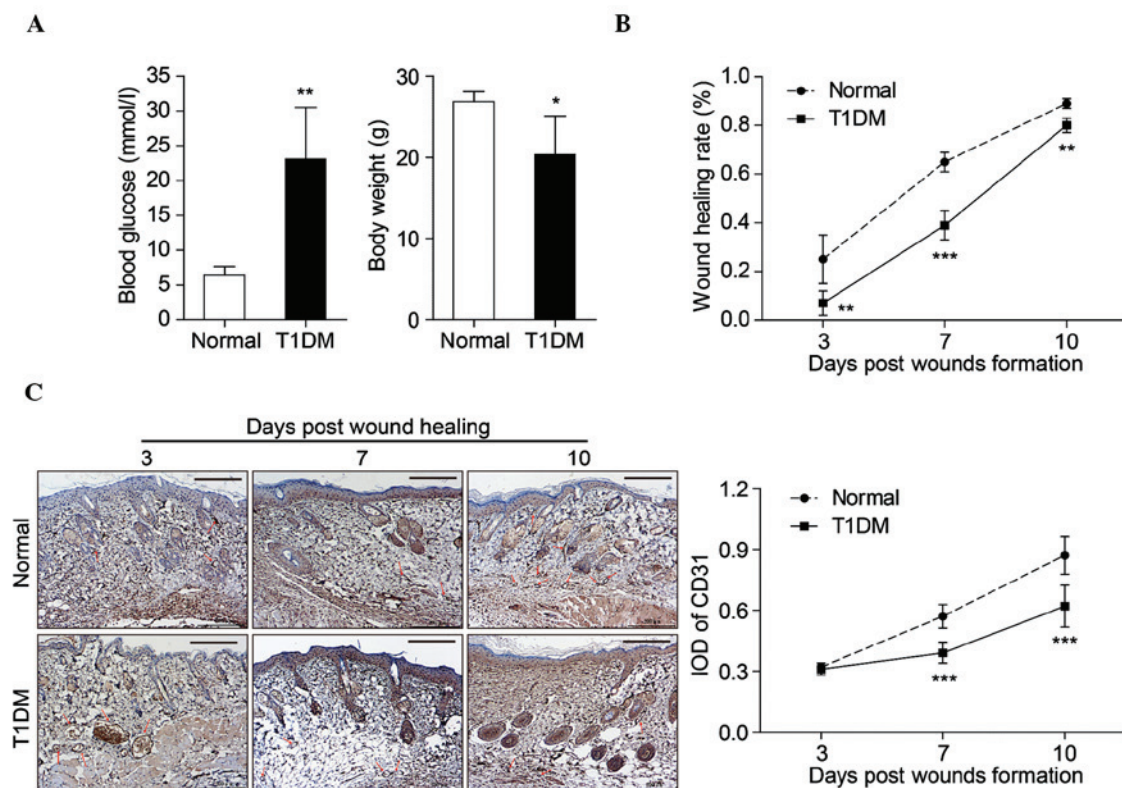 A
B
Blood glucose (mmol/l)
35
30
25
20
15
10
5
0
**
Normal T1DM
Body weight (g)
30
20
10
0
*
Normal T1DM
Wound healing rate (%)
1.0
0.8
0.6
0.4
0.2
0.0
Normal
T1DM
**
***
**
3 7 10
Days post wounds formation
C
Days post wound healing
3 7 10
Normal
T1DM
IOD of CD31
1.2
0.9
0.6
0.3
0.0
Normal
T1DM
***
***
3 7 10
Days post wounds formation